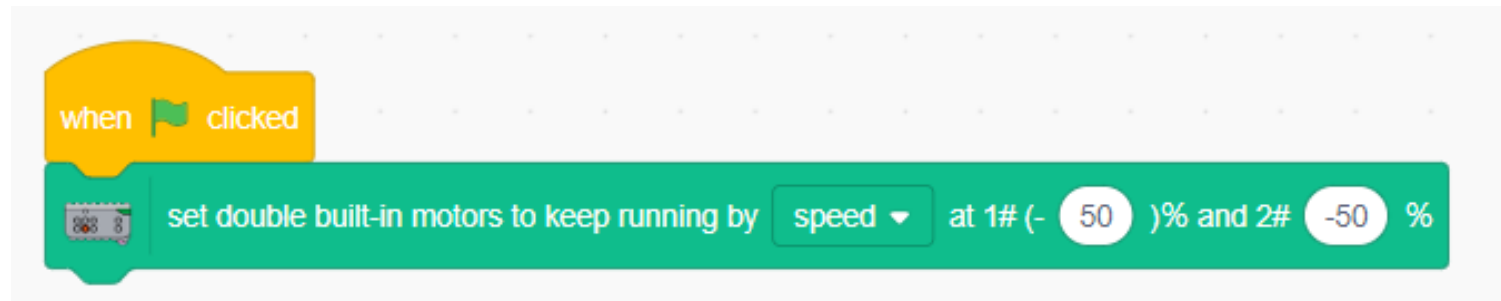 when clicked
set double built-in motors to keep running by speed at 1# (- 50 )% and 2# -50 %